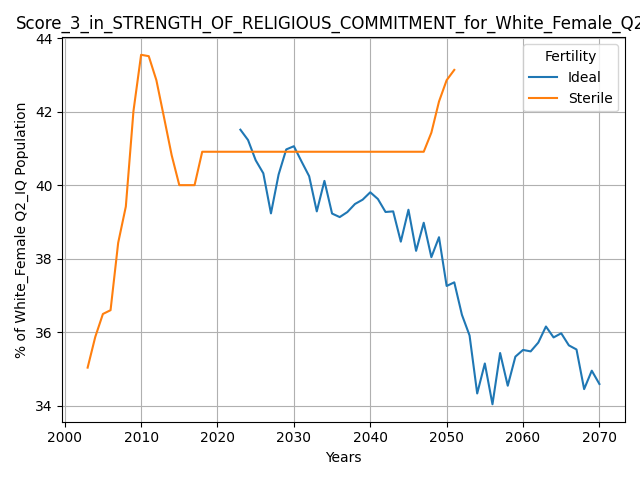 Score_3_in_STRENGTH_OF_RELIGIOUS_COMMITMENT_for_White_Female_Q2
44
42
40
38
36
34
% of White_Female Q2_IQ Population
Fertility
Ideal
Sterile
2000 2010 2020 2030 2040 2050 2060 2070
Years